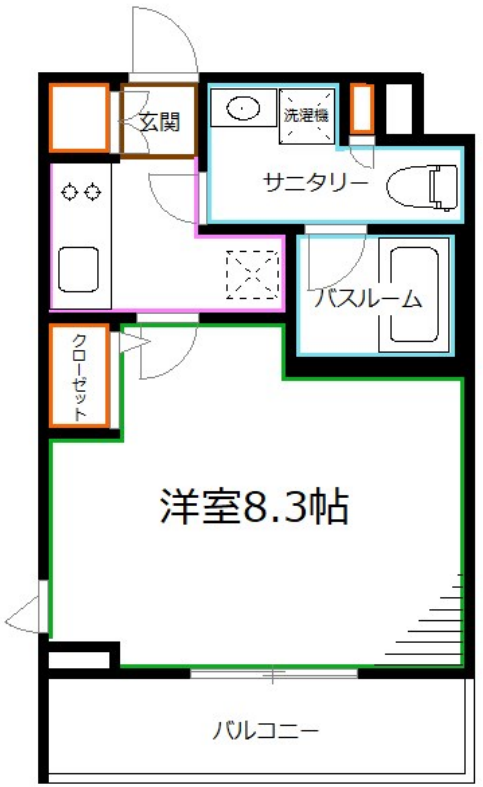 玄関
洗濯機
サニタリー
バスルーム
クローゼット
洋室8.3帖
バルコニー